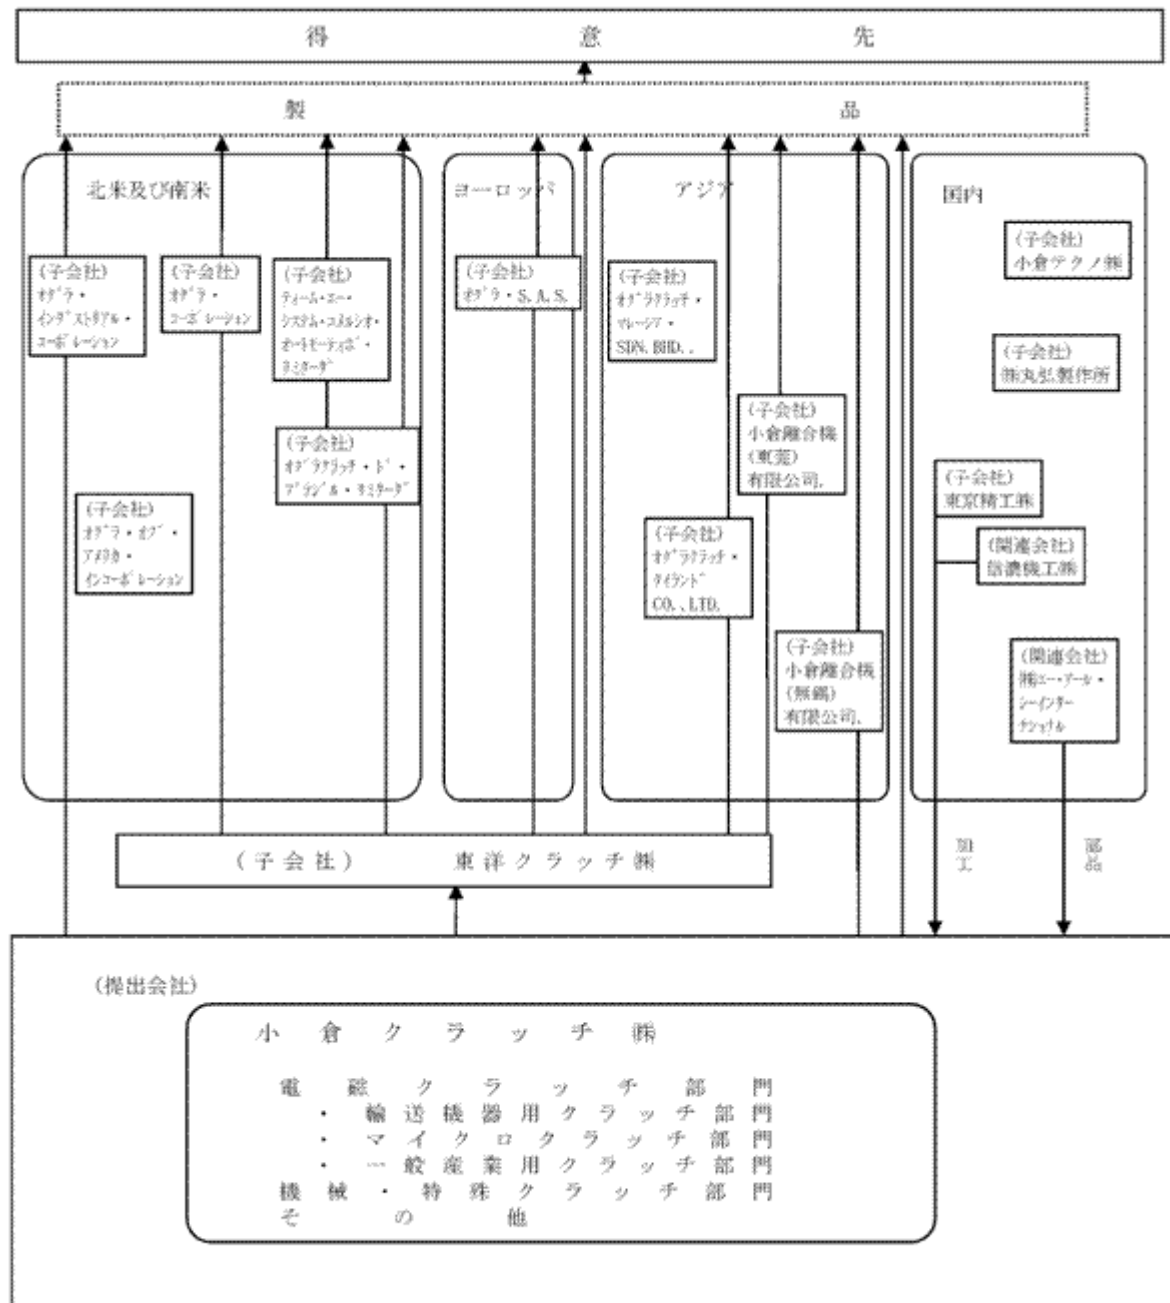 得意先
製品
北米及び南米
(子会社)
オグラ・
インダストリアル・
コーポレーション
(子会社)
オグラ・
コーポレーション
(子会社)
ティーム・エー・
システム・コメルシオ・
オートモーティボ・
リミターダ
(子会社)
オグラクラッチ・ド・
ブラジル・リミターダ
(子会社)
オグラ・オブ・
アメリカ・
インコーポレーション
ヨーロッパ
(子会社)
オグラ・S.A.S.
アジア
(子会社)
オグラクラッチ・
マレーシア・
SDN.BHD..
(子会社)
小倉離合機
(東莞)
有限公司.
(子会社)
オグラクラッチ・
タイランド
CO.,LTD.
(子会社)
小倉離合機
(無錫)
有限公司.
国内
(子会社)
小倉テクノ㈱
(子会社)
㈱丸弘製作所
(子会社)
東京精工㈱
(関連会社)
信濃機工㈱
(関連会社)
㈱エー・アール・
シーインター
ナショナル
(子会社) 東洋クラッチ㈱
加工
部品
(提出会社)
小倉クラッチ㈱
電磁クラッチ部門
・輸送機器用クラッチ部門
・マイクロクラッチ部門
・一般産業用クラッチ部門
機械・特殊クラッチ部門
その他